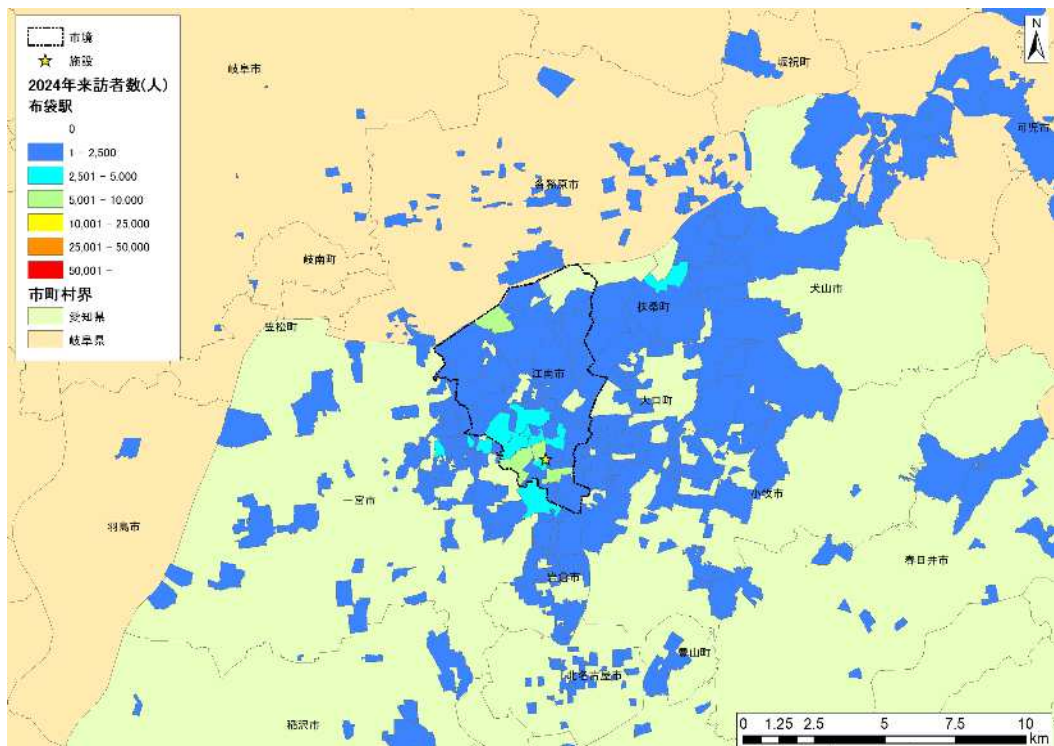 市境
施設
2024年来訪者数(人)
布袋駅
0
1 - 2,500
2,501 - 5,000
5,001 - 10,000
10,001 - 25,000
25,001 - 50,000
50,001 -
市町村界
愛知県
岐阜県
N
岐阜市
坂祝町
可児市
各務原市
岐南町
犬山市
扶桑町
笠松町
江南市
大口町
一宮市
小牧市
羽島市
春日井市
岩倉市
豊山町
北名古屋市
稲沢市
0 1.25 2.5 5 7.5 10
km